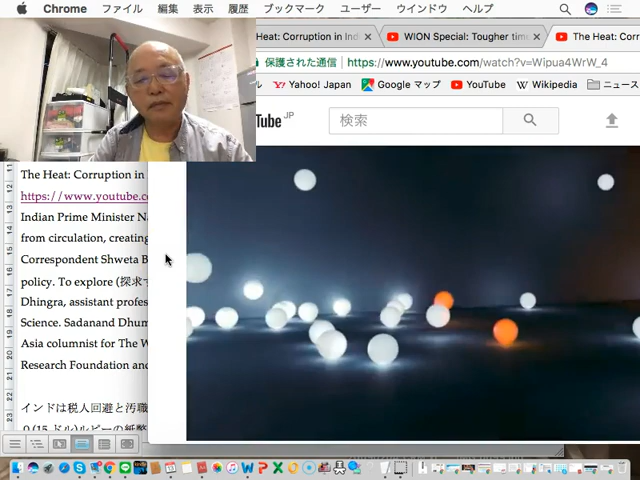 Chrome ファイル 編集 表示 履歴 ブックマーク ユーザー ウインドウ ヘルプ
Heat: Corruption in Indi
WION Special: Tougher time
The Heat: Corr
保護された通信 https://www.youtube.com/watch?v=Wipua4WrW_4
Yahoo! Japan Google マップ YouTube Wikipedia ニュース
Tube JP 検索
The Heat: Corruption in
https://www.youtube.co
Indian Prime Minister Na
from circulation, creating
Correspondent Shweta B
policy. To explore (探求す
Dhingra, assistant profes
Science. Sadanand Dhum
Asia columnist for The W
Research Foundation and
インドは税人回避と汚職